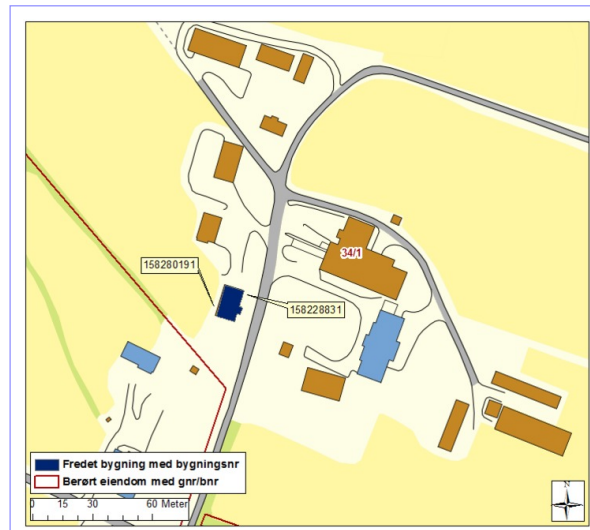 34/1
158280191
158228831
Fredet bygning med bygningsnr
Berørt eiendom med gnr/bnr
0 15 30 60 Meter
N